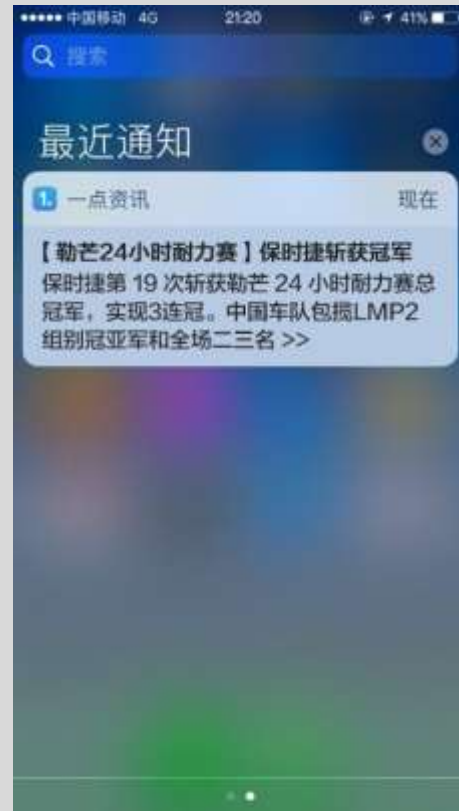 中国移动 4G 21:20 41%
搜索
最近通知
一点资讯 现在
【勒芒24小时耐力赛】保时捷斩获冠军
保时捷第 19 次斩获勒芒 24 小时耐力赛总
冠军，实现3连冠。中国车队包揽LMP2
组别冠亚军和全场二三名 >>